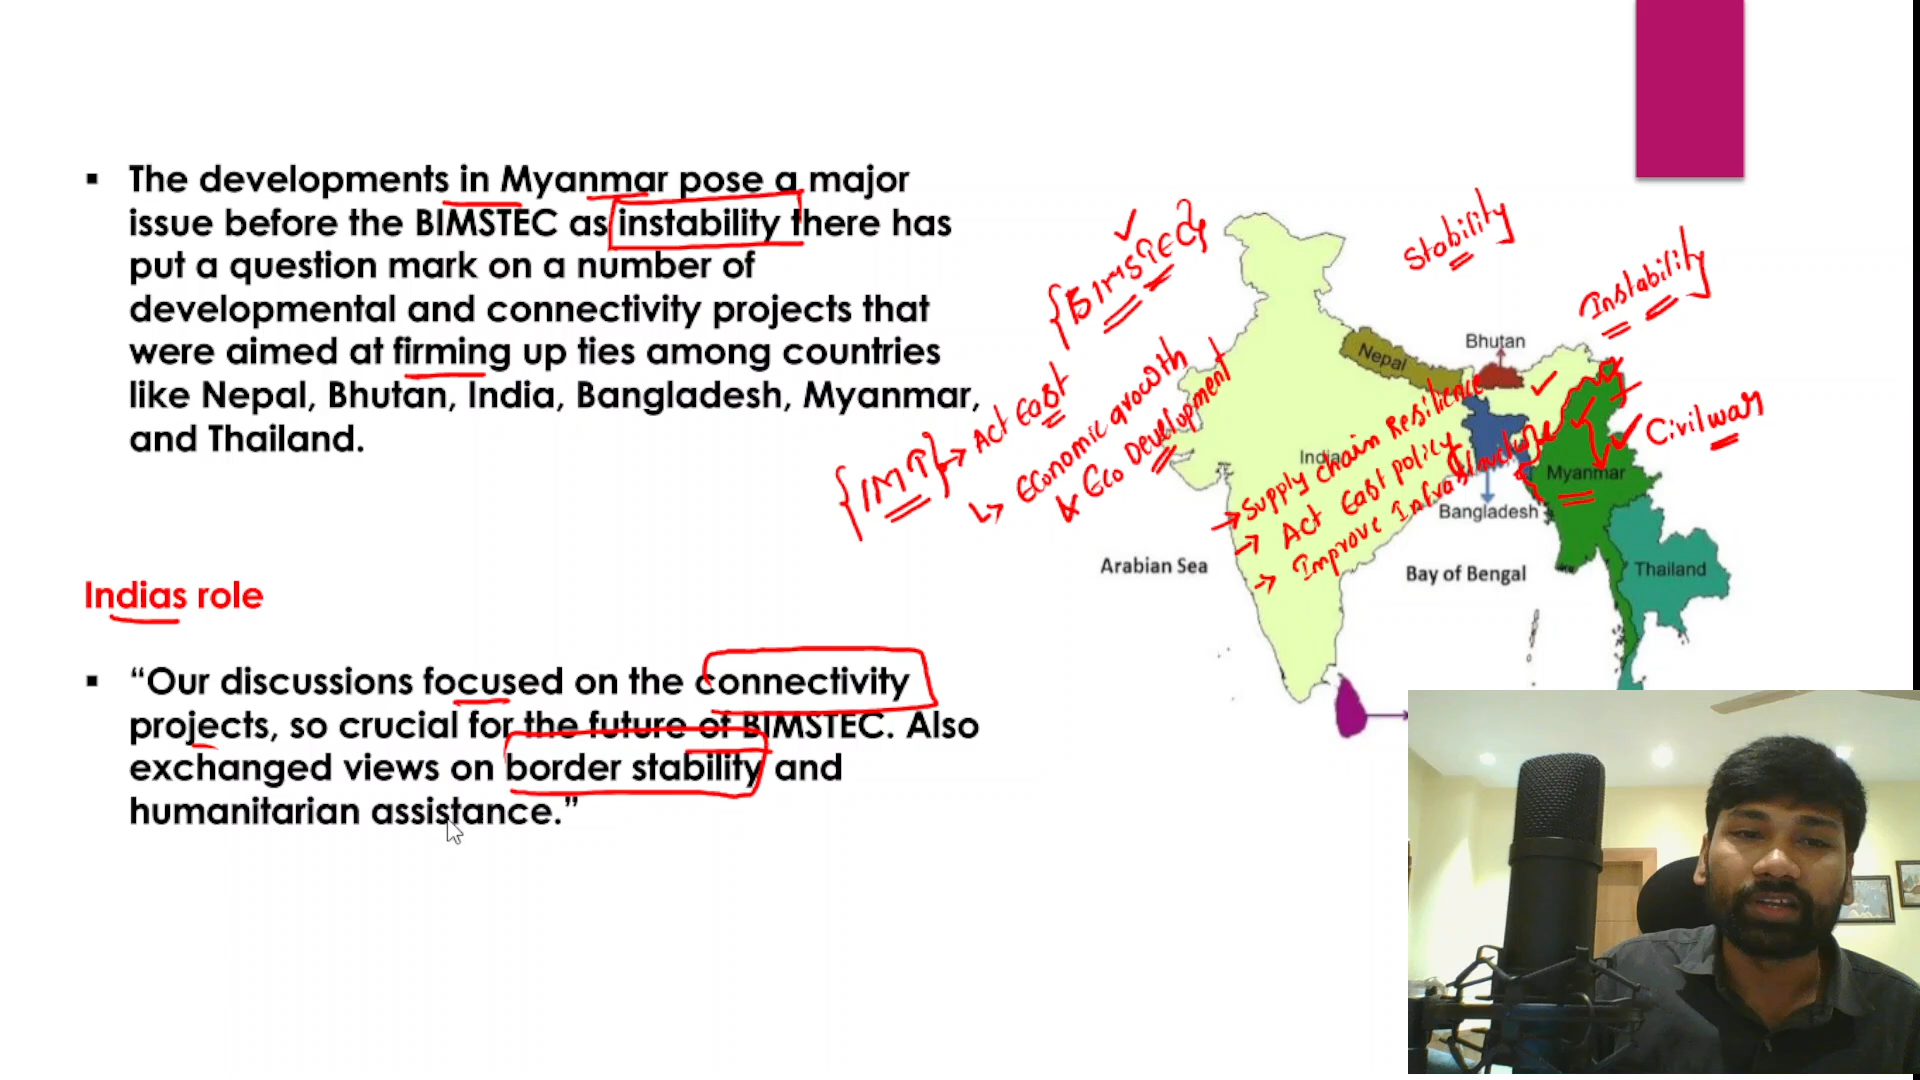 ▪ The developments in Myanmar pose a major
issue before the BIMSTEC as instability there has
put a question mark on a number of
developmental and connectivity projects that
were aimed at firming up ties among countries
like Nepal, Bhutan, India, Bangladesh, Myanmar,
and Thailand.
Indias role
▪ “Our discussions focused on the connectivity
projects, so crucial for the future of BIMSTEC. Also
exchanged views on border stability and
humanitarian assistance.”
{BIMSTEC}
Stability
Instability
Civil war
{IMT} → Act East
Economic growth
& Eco Development
→ Supply chain Resilience
→ Act East policy
→ Improve Infrastructure
Nepal
Bhutan
India
Bangladesh
Myanmar
Thailand
Arabian Sea
Bay of Bengal